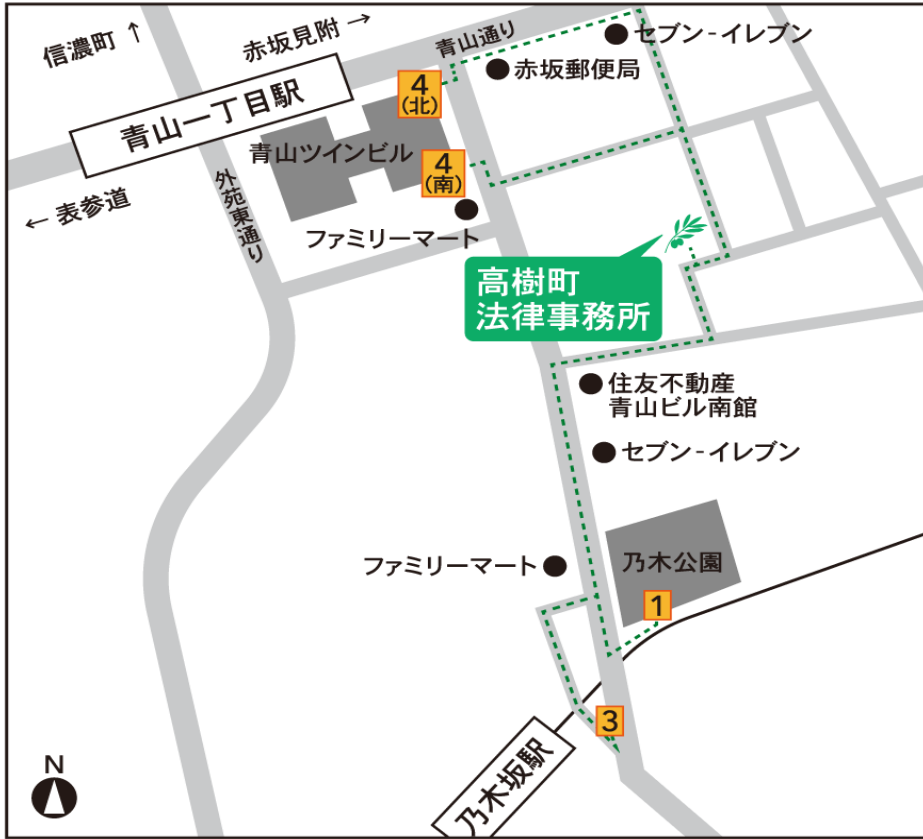 信濃町 ↑
赤坂見附 →
青山通り
セブン-イレブン
赤坂郵便局
4
(北)
青山一丁目駅
青山ツインビル
4
(南)
← 表参道
外苑東通り
ファミリーマート
高樹町
法律事務所
住友不動産
青山ビル南館
セブン-イレブン
ファミリーマート
乃木公園
1
3
乃木坂駅
N